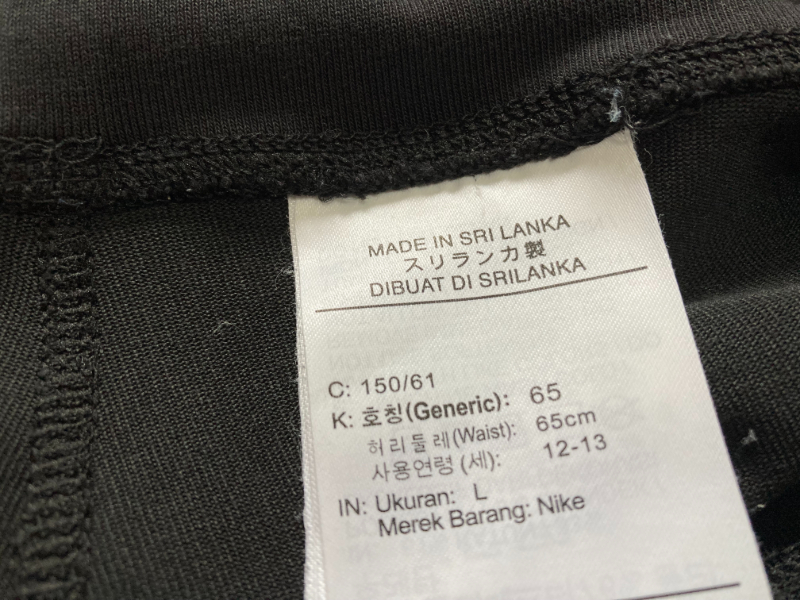 MADE IN SRI LANKA
スリランカ製
DIBUAT DI SRILANKA
C: 150/61
K: 호칭(Generic): 65
허리둘레(Waist): 65cm
사용연령(세): 12-13
IN: Ukuran: L
Merek Barang: Nike